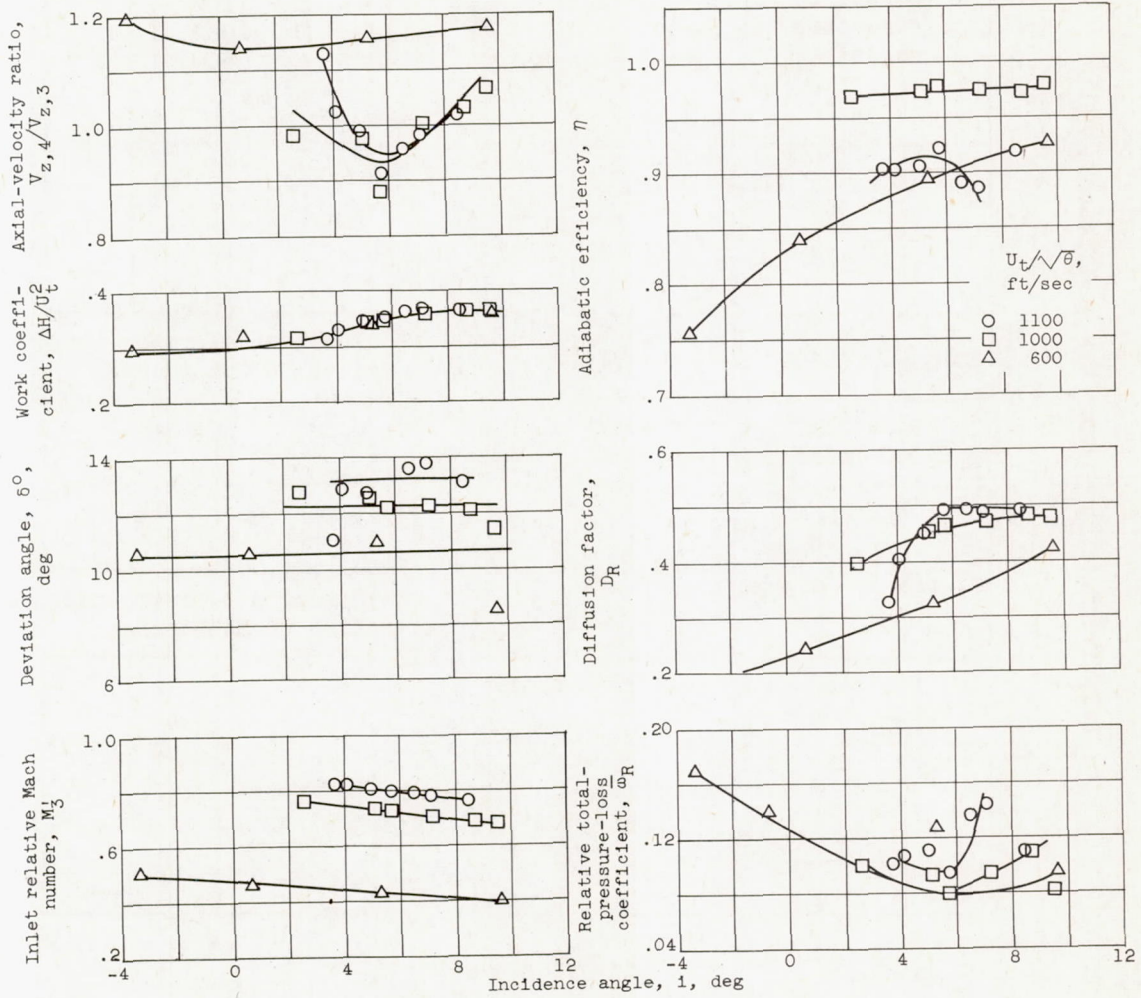 Axial-velocity ratio,
V_z,4/V_z,3
1.2
1.0
.8
Work coeffi-
cient, ΔH/U_t^2
.4
.2
Deviation angle, δ°,
deg
14
10
6
Inlet relative Mach
number, M'_3
1.0
.6
.2
-4 0 4 8 12
Adiabatic efficiency, η
1.0
.9
.8
.7
U_t/√θ,
ft/sec
1100
1000
600
Diffusion factor,
D_R
.6
.4
.2
Relative total-
pressure-loss
coefficient, ω̄_R
.20
.12
.04
-4 0 4 8 12
Incidence angle, i, deg